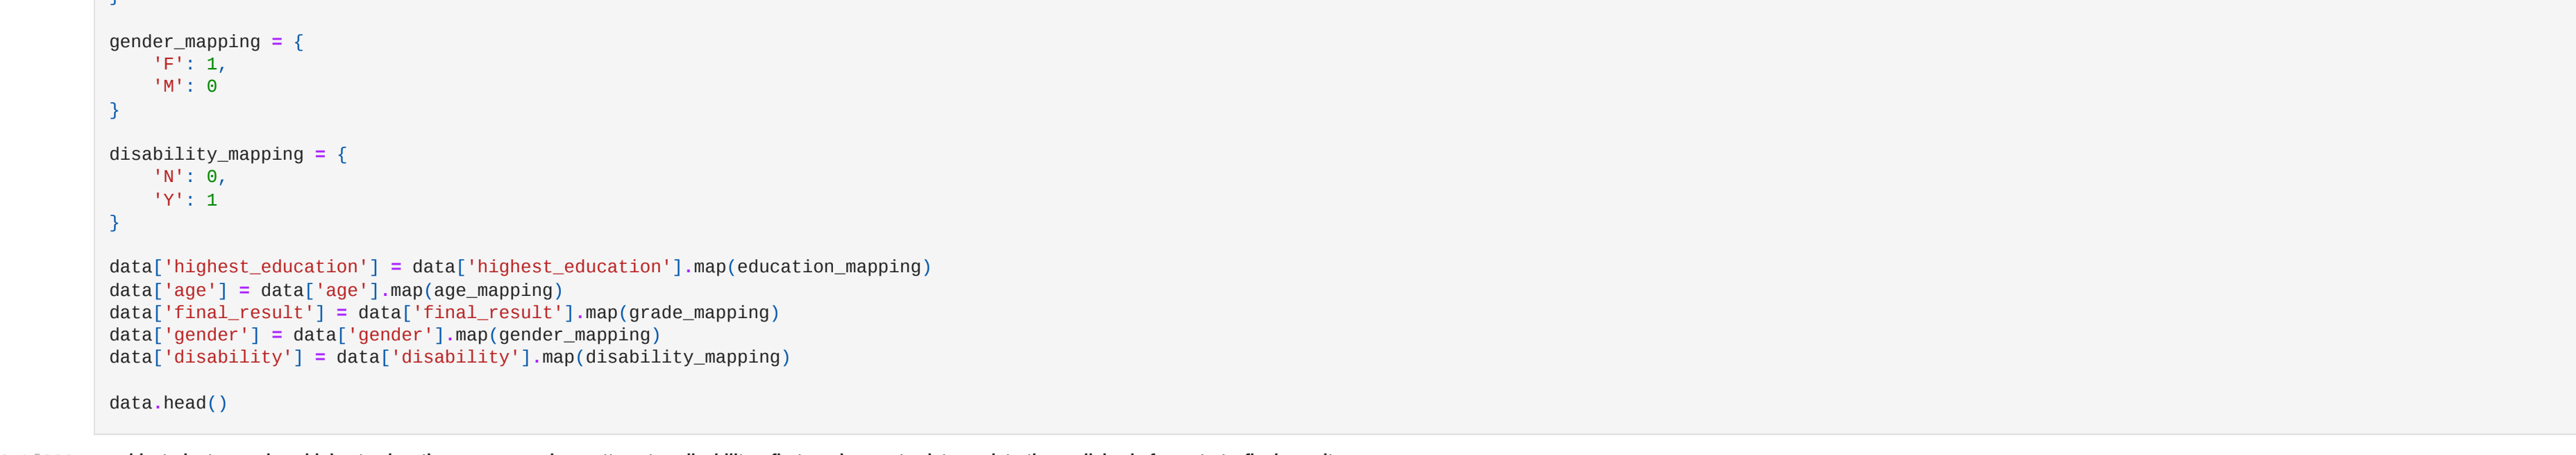 }
gender_mapping = {
    'F': 1,
    'M': 0
}
disability_mapping = {
    'N': 0,
    'Y': 1
}
data['highest_education'] = data['highest_education'].map(education_mapping)
data['age'] = data['age'].map(age_mapping)
data['final_result'] = data['final_result'].map(grade_mapping)
data['gender'] = data['gender'].map(gender_mapping)
data['disability'] = data['disability'].map(disability_mapping)
data.head()